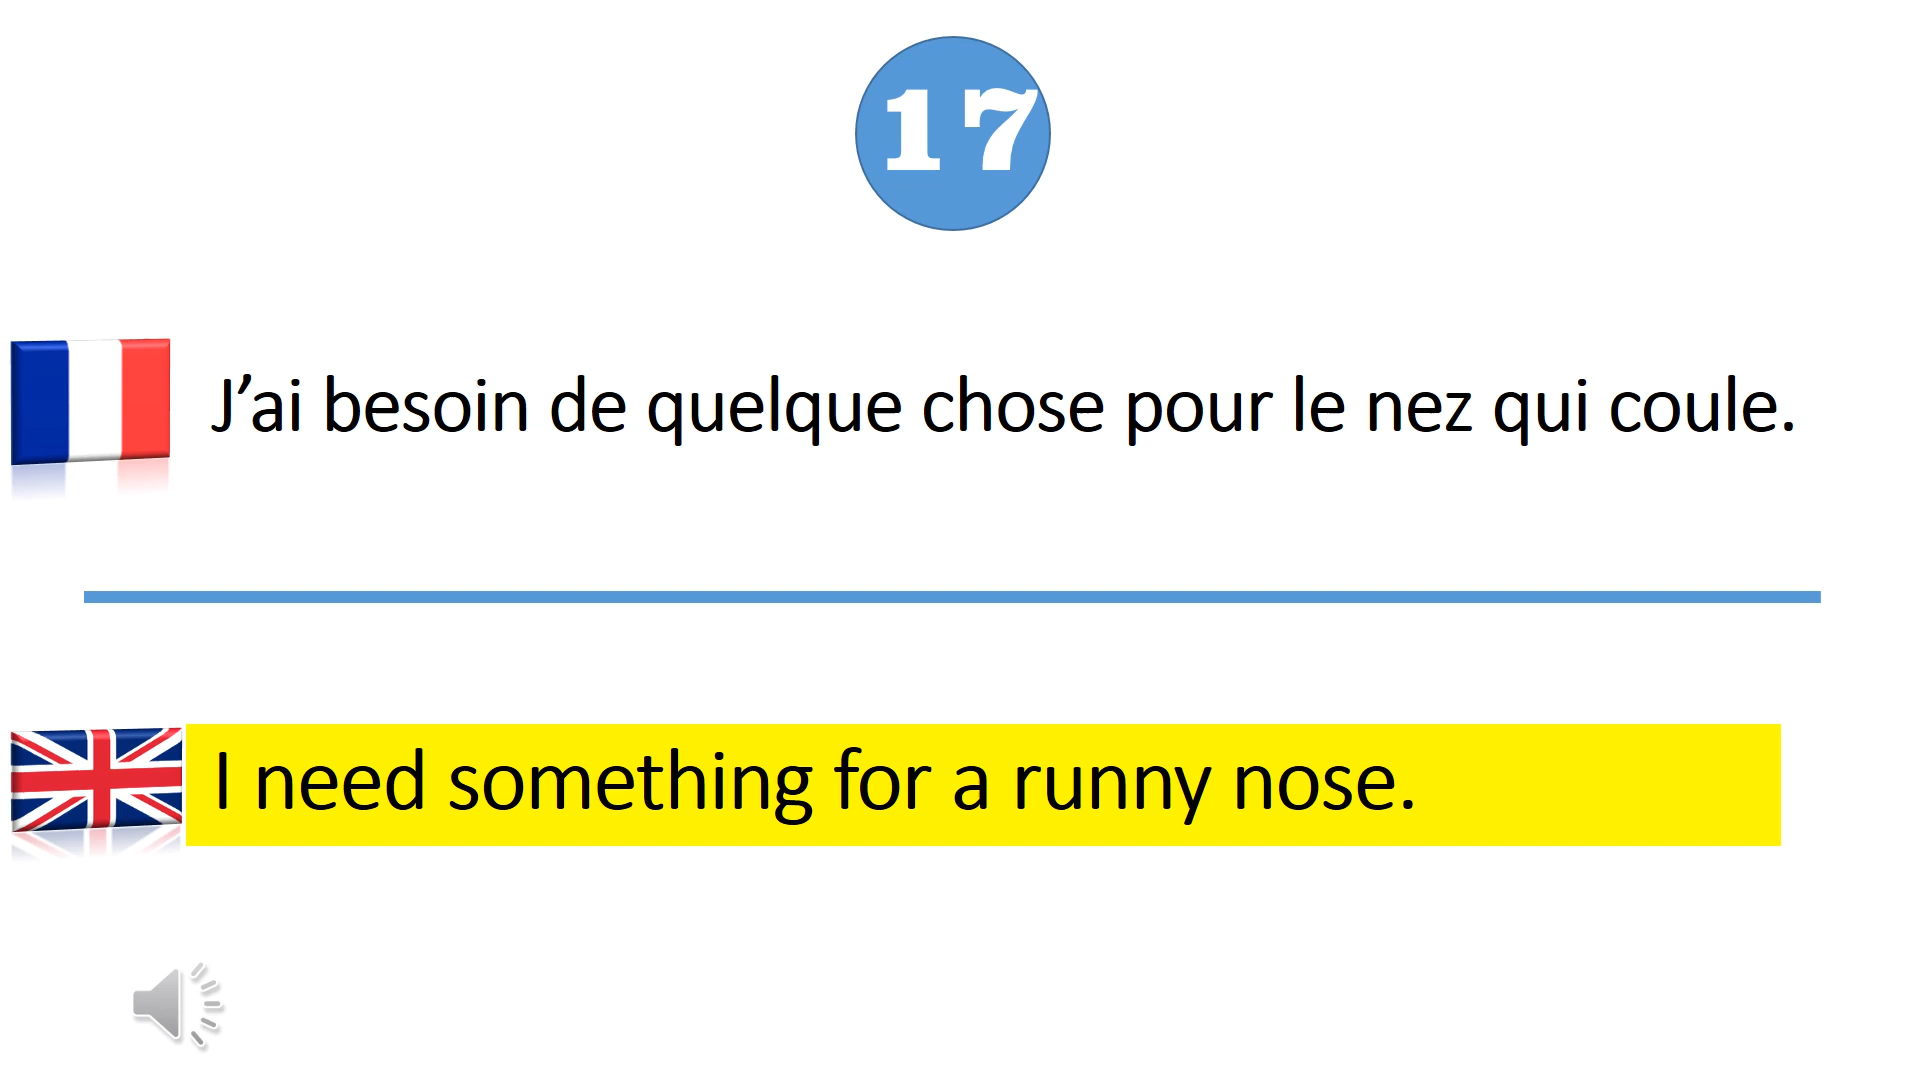 17
J’ai besoin de quelque chose pour le nez qui coule.
I need something for a runny nose.